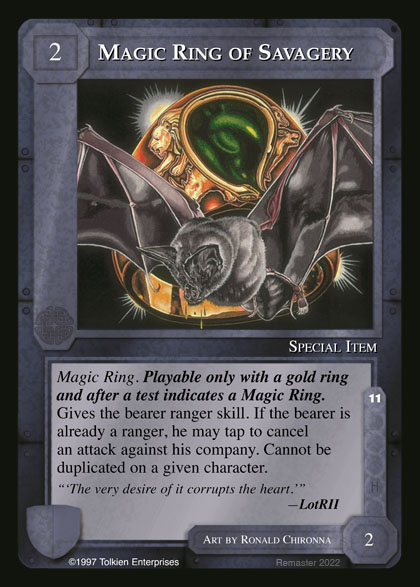 2
Magic Ring of Savagery
Special Item
Magic Ring. Playable only with a gold ring
and after a test indicates a Magic Ring.
Gives the bearer ranger skill. If the bearer is
already a ranger, he may tap to cancel
an attack against his company. Cannot be
duplicated on a given character.
“‘The very desire of it corrupts the heart.’”
—LotRII
11
H
Art by Ronald Chironna
2
©1997 Tolkien Enterprises
Remaster 2022